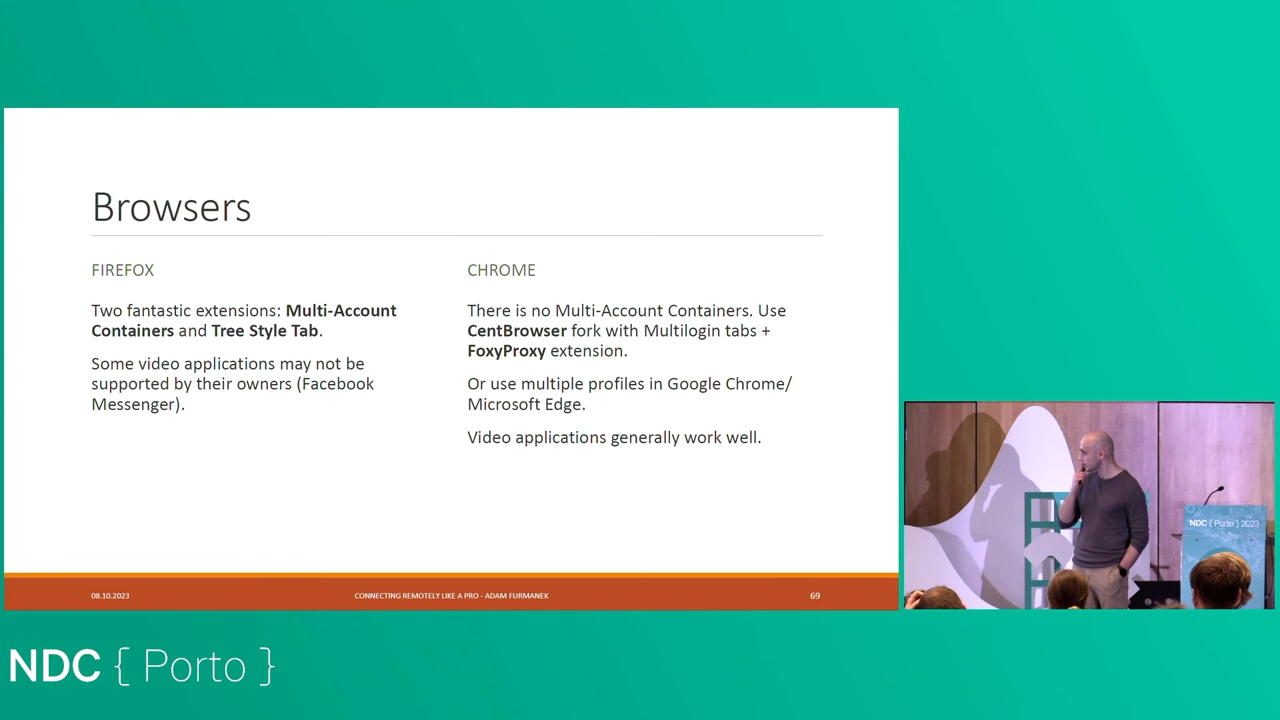 Browsers
FIREFOX
Two fantastic extensions: Multi-Account
Containers and Tree Style Tab.
Some video applications may not be
supported by their owners (Facebook
Messenger).
CHROME
There is no Multi-Account Containers. Use
CentBrowser fork with Multilogin tabs +
FoxyProxy extension.
Or use multiple profiles in Google Chrome/
Microsoft Edge.
Video applications generally work well.
08.10.2023
CONNECTING REMOTELY LIKE A PRO - ADAM FURMANEK
69
NDC { Porto } 2023
NDC { Porto }